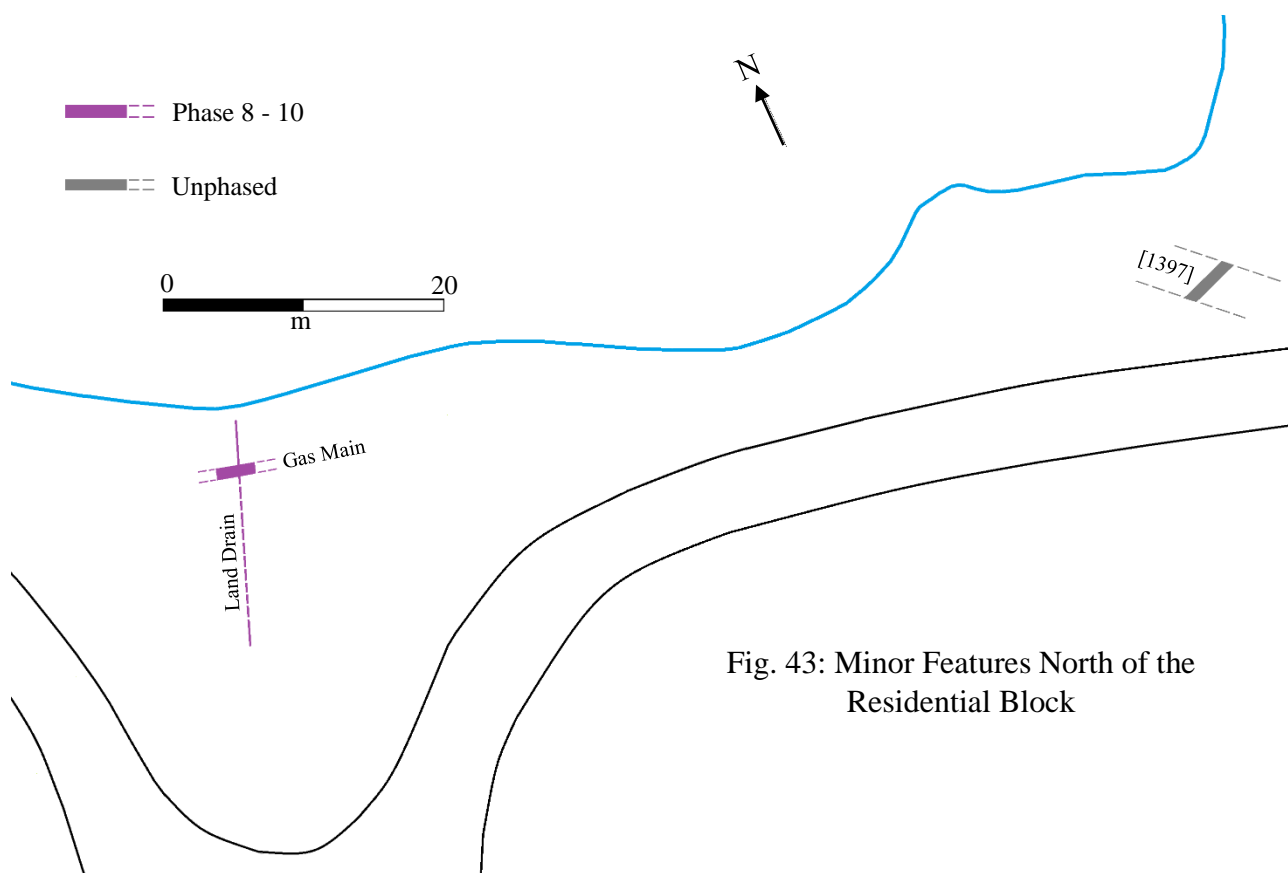 N
Phase 8 - 10
Unphased
0 20
m
[1397]
Gas Main
Land Drain
Fig. 43: Minor Features North of the
Residential Block